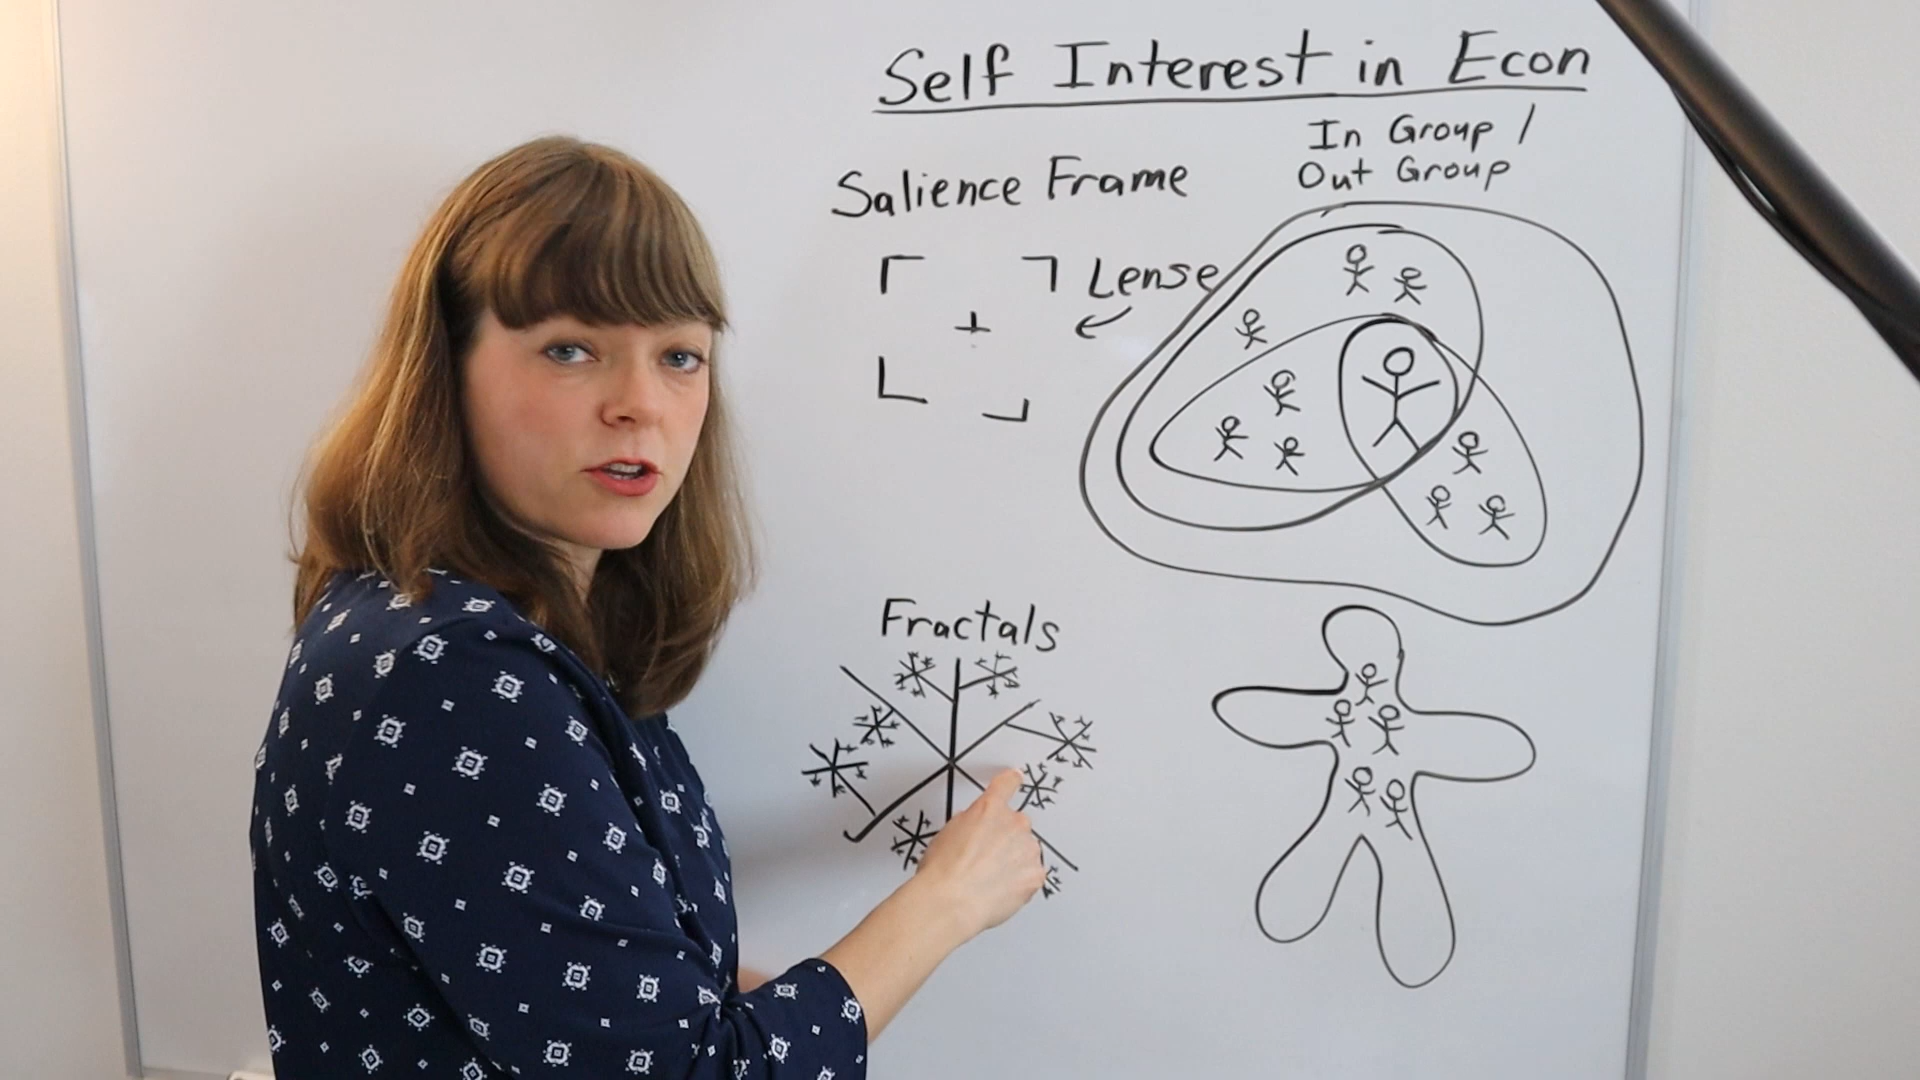 Self Interest in Econ
In Group /
Out Group
Salience Frame
Lense
Fractals